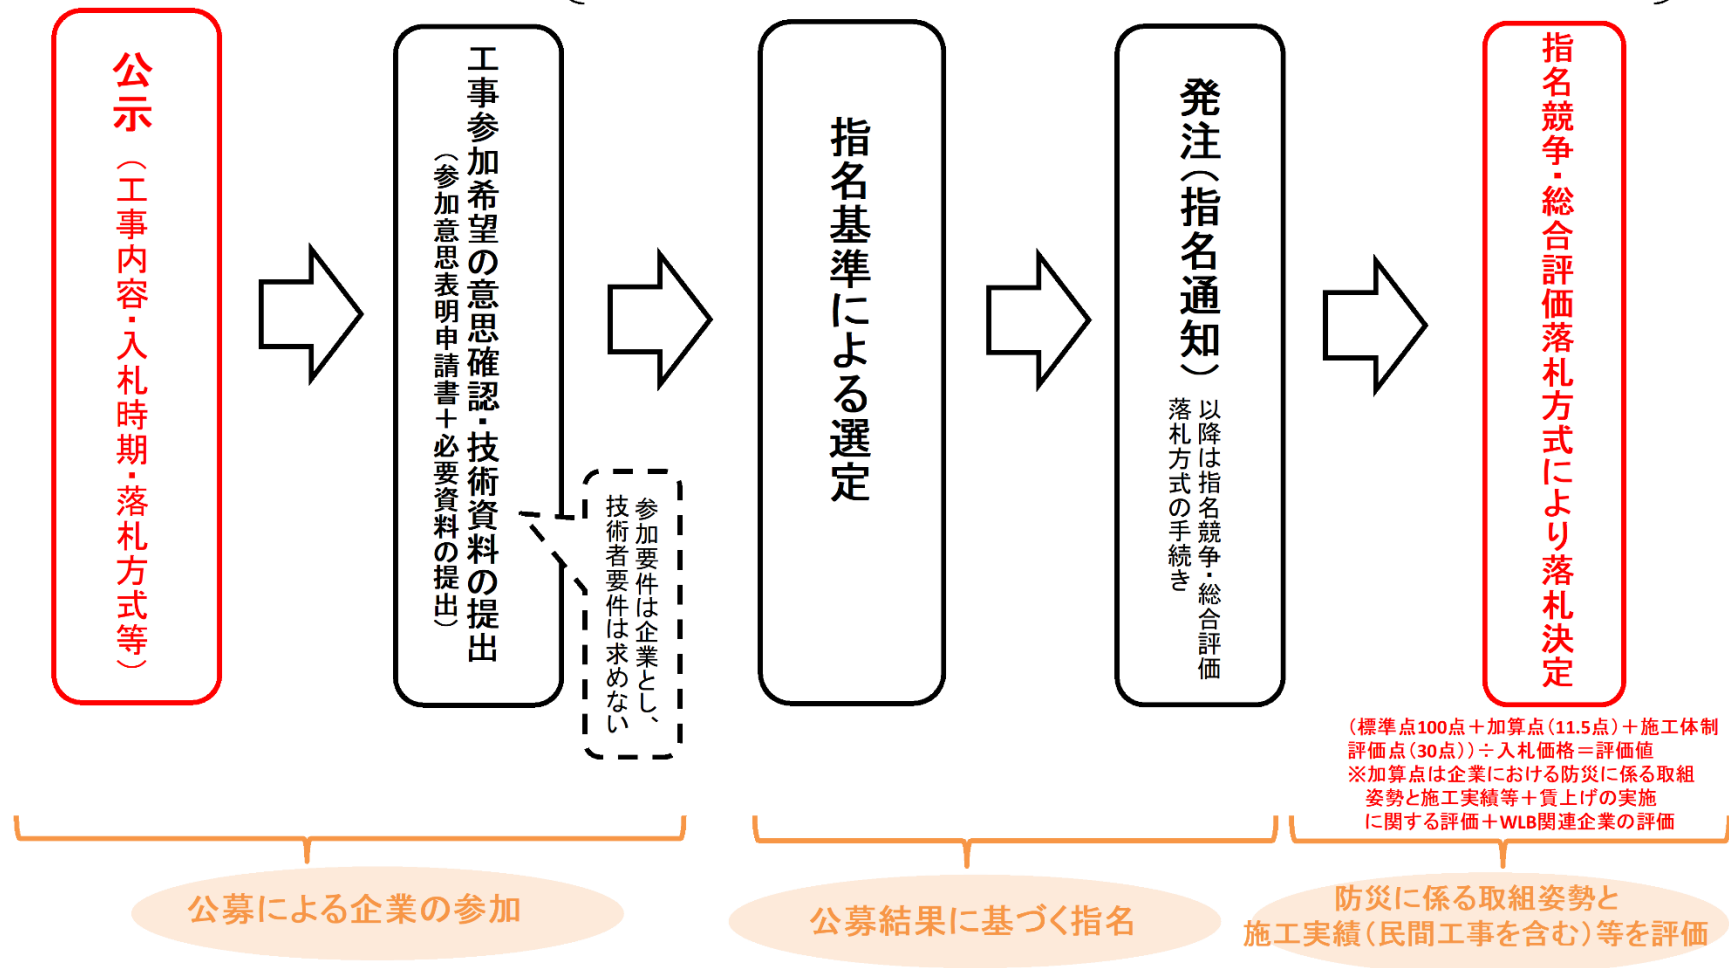 公示（工事内容・入札時期・落札方式等）
工事参加希望の意思確認・技術資料の提出
（参加意思表明申請書＋必要資料の提出）
参加要件は企業とし、
技術者要件は求めない
指名基準による選定
発注（指名通知）
以降は指名競争・総合評価
落札方式の手続き
指名競争・総合評価落札方式により落札決定
（標準点100点＋加算点（11.5点）＋施工体制
評価点（30点））÷入札価格＝評価値
※加算点は企業における防災に係る取組
姿勢と施工実績等＋賃上げの実施
に関する評価＋WLB関連企業の評価
公募による企業の参加
公募結果に基づく指名
防災に係る取組姿勢と
施工実績（民間工事を含む）等を評価